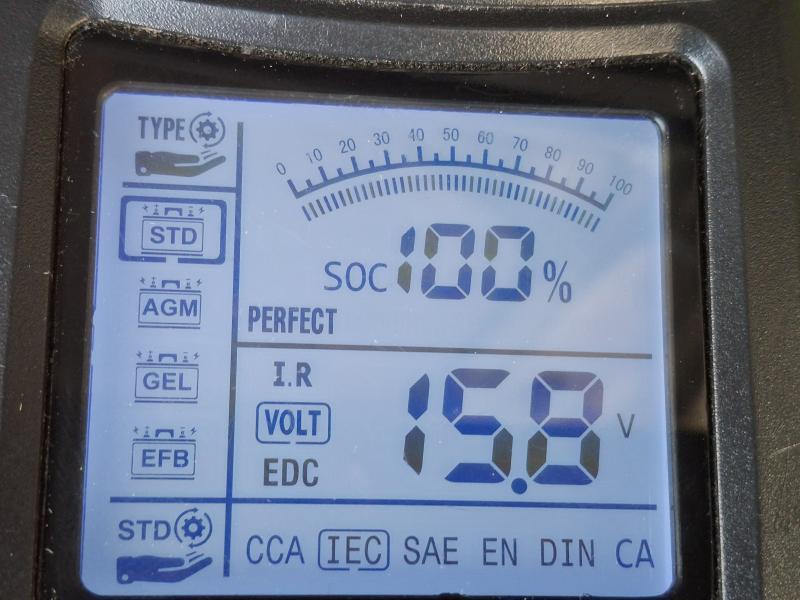 TYPE
0 10 20 30 40 50 60 70 80 90 100
STD
SOC 100 %
AGM
PERFECT
GEL
I.R
VOLT 15.8 V
EFB
EDC
STD
CCA IEC SAE EN DIN CA